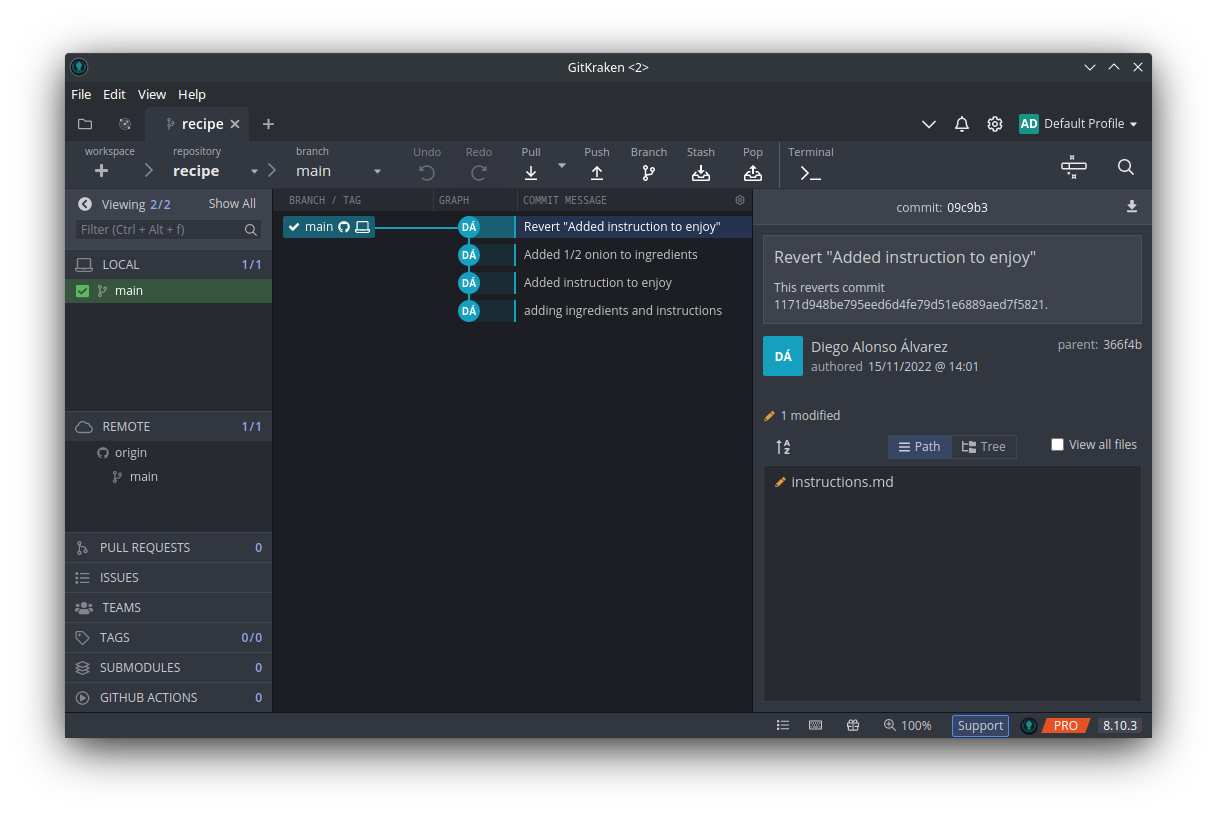 GitKraken <2>
File Edit View Help
recipe
AD Default Profile
workspace
repository
recipe
branch
main
Undo Redo Pull Push Branch Stash Pop Terminal
Viewing 2/2 Show All
Filter (Ctrl + Alt + f)
LOCAL 1/1
main
REMOTE 1/1
origin
main
PULL REQUESTS 0
ISSUES
TEAMS
TAGS 0/0
SUBMODULES 0
GITHUB ACTIONS 0
BRANCH / TAG GRAPH COMMIT MESSAGE
main DÁ Revert "Added instruction to enjoy"
DÁ Added 1/2 onion to ingredients
DÁ Added instruction to enjoy
DÁ adding ingredients and instructions
commit: 09c9b3
Revert "Added instruction to enjoy"
This reverts commit
1171d948be795eed6d4fe79d51e6889aed7f5821.
DÁ
Diego Alonso Álvarez parent: 366f4b
authored 15/11/2022 @ 14:01
1 modified
A Z Path Tree View all files
instructions.md
100% Support PRO 8.10.3